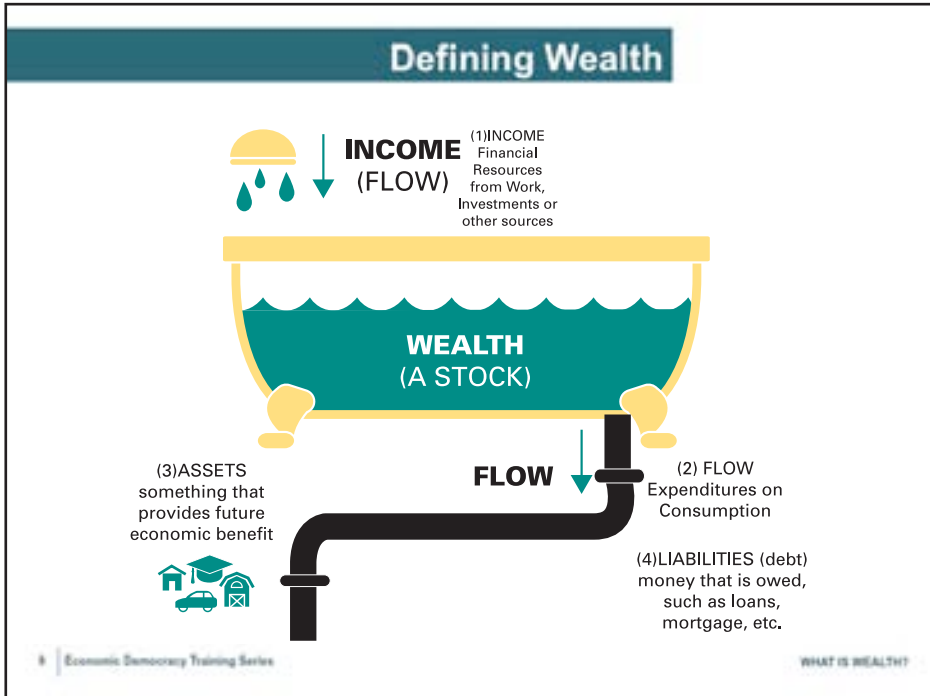 Defining Wealth
INCOME
(FLOW)
(1)INCOME
Financial
Resources
from Work,
Investments or
other sources
WEALTH
(A STOCK)
FLOW
(2) FLOW
Expenditures on
Consumption
(3)ASSETS
something that
provides future
economic benefit
(4)LIABILITIES (debt)
money that is owed,
such as loans,
mortgage, etc.
Economic Democracy Training Series
WHAT IS WEALTH?